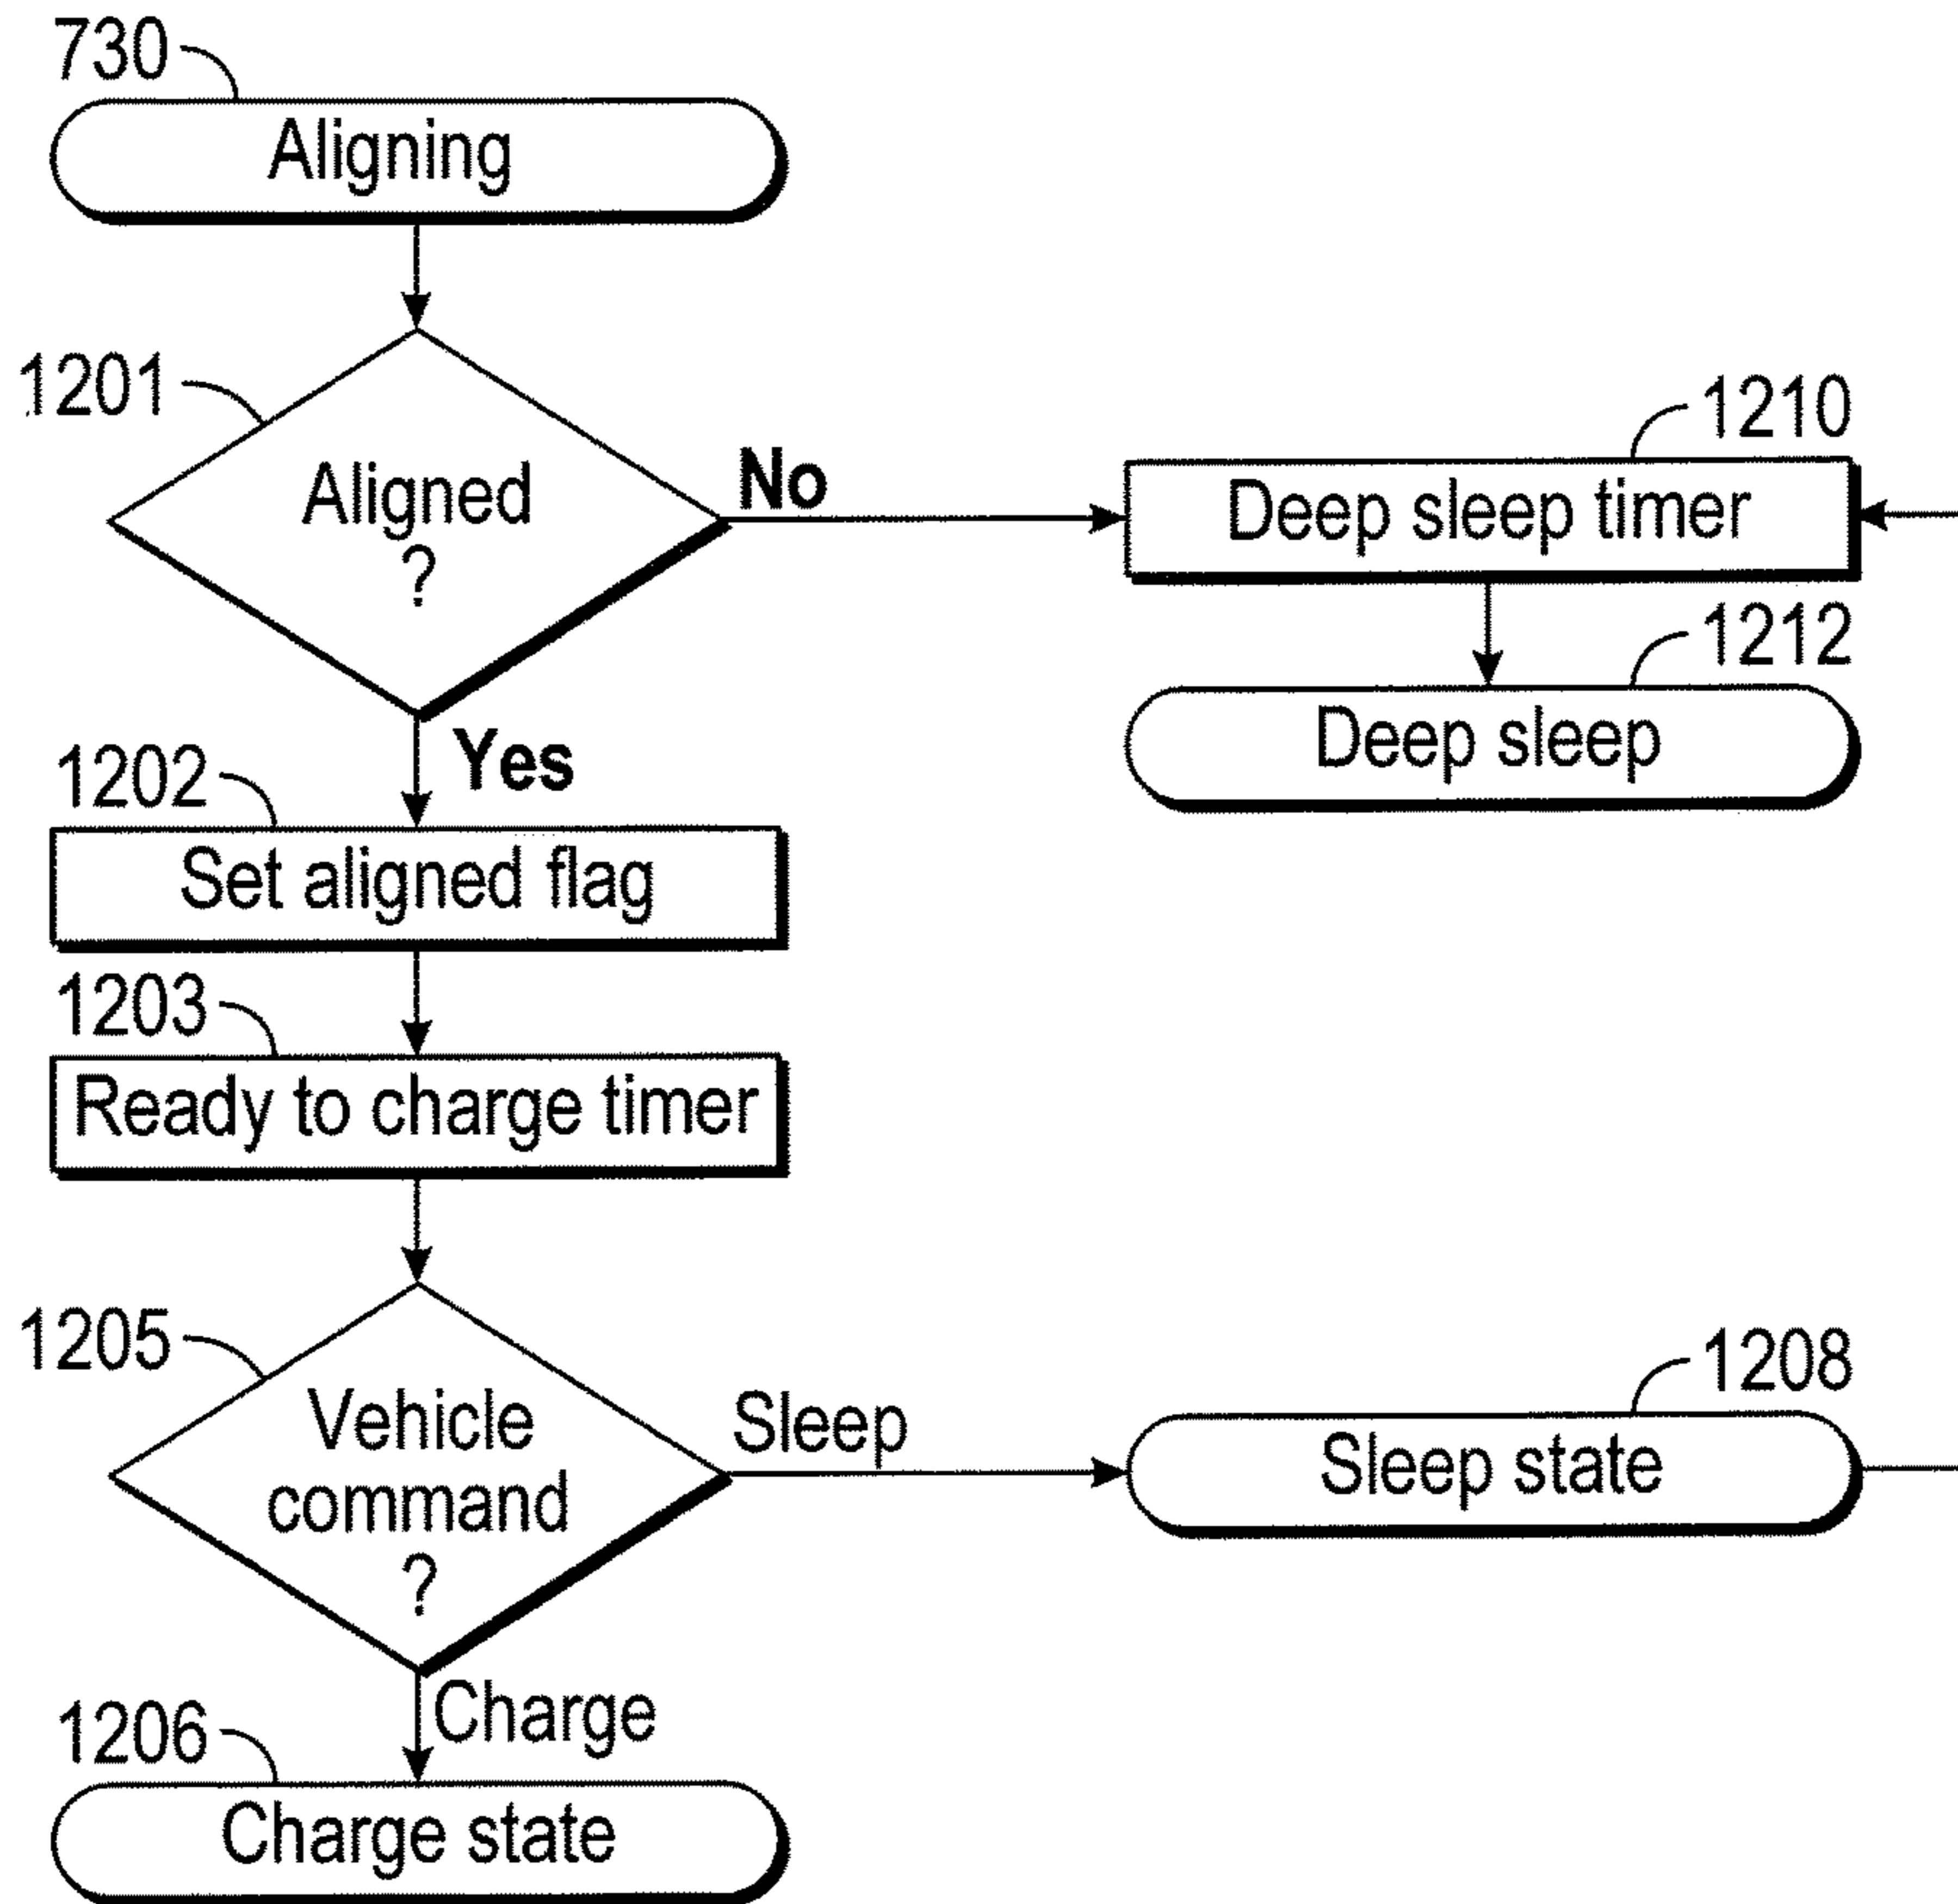 730
Aligning
1201
Aligned
?
No
1210
Deep sleep timer
1212
Deep sleep
Yes
1202
Set aligned flag
1203
Ready to charge timer
1205
Vehicle
command
?
Sleep
1208
Sleep state
Charge
1206
Charge state